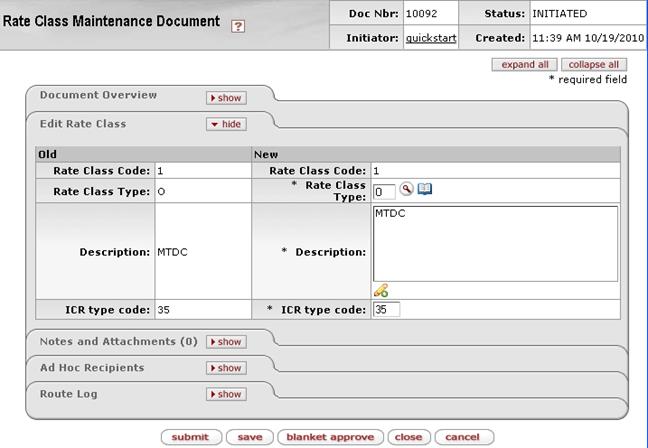 Rate Class Maintenance Document ?
Doc Nbr: 10092 Status: INITIATED
Initiator: quickstart Created: 11:39 AM 10/19/2010
expand all collapse all
* required field
Document Overview show
Edit Rate Class hide
Old New
Rate Class Code: 1 Rate Class Code: 1
Rate Class Type: O * Rate Class Type: O
Description: MTDC * Description: MTDC
ICR type code: 35 * ICR type code: 35
Notes and Attachments (0) show
Ad Hoc Recipients show
Route Log show
submit save blanket approve close cancel